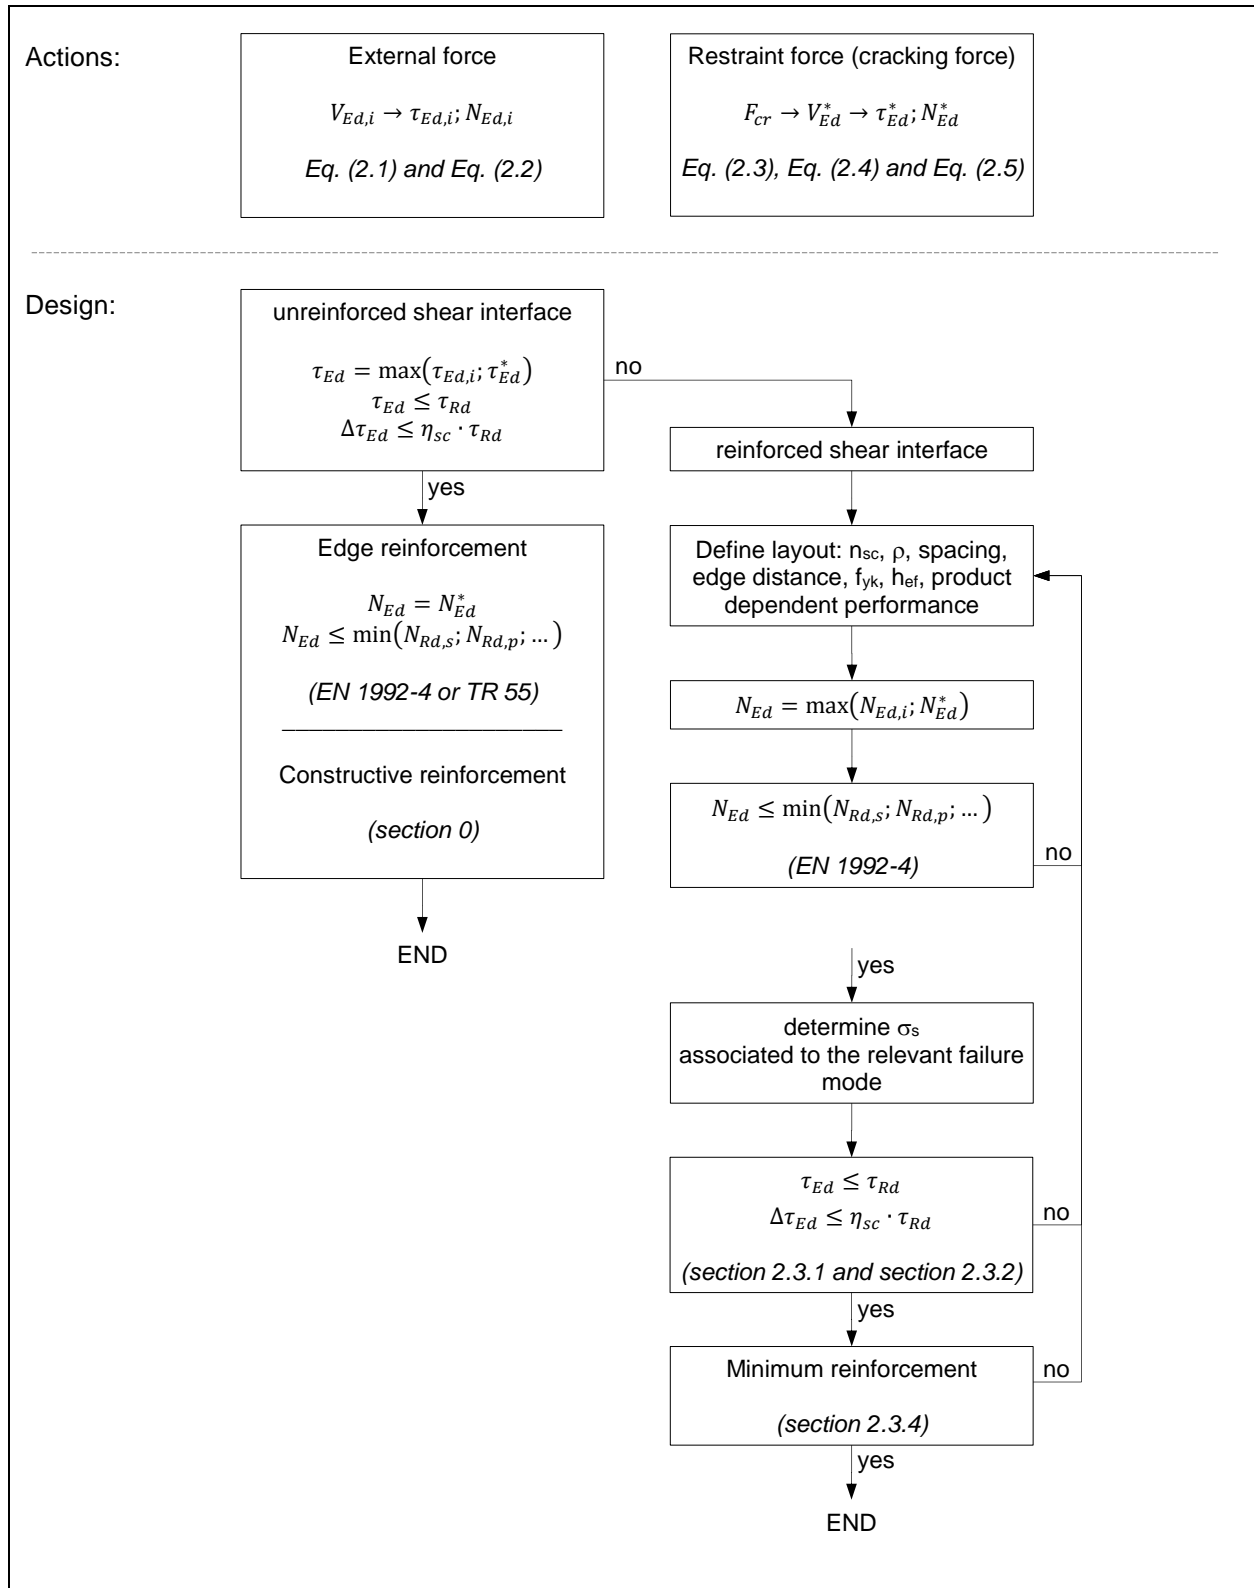 Actions:
External force
V_{Ed,i} → τ_{Ed,i}; N_{Ed,i}
Eq. (2.1) and Eq. (2.2)
Restraint force (cracking force)
F_{cr} → V^*_{Ed} → τ^*_{Ed}; N^*_{Ed}
Eq. (2.3), Eq. (2.4) and Eq. (2.5)
Design:
unreinforced shear interface
τ_{Ed} = max(τ_{Ed,i}; τ^*_{Ed})
τ_{Ed} ≤ τ_{Rd}
Δτ_{Ed} ≤ η_{sc} · τ_{Rd}
no
yes
Edge reinforcement
N_{Ed} = N^*_{Ed}
N_{Ed} ≤ min(N_{Rd,s}; N_{Rd,p}; …)
(EN 1992-4 or TR 55)
Constructive reinforcement
(section 0)
END
reinforced shear interface
Define layout: n_{sc}, ρ, spacing,
edge distance, f_{yk}, h_{ef}, product
dependent performance
N_{Ed} = max(N_{Ed,i}; N^*_{Ed})
N_{Ed} ≤ min(N_{Rd,s}; N_{Rd,p}; …)
(EN 1992-4)
no
yes
determine σ_s
associated to the relevant failure
mode
τ_{Ed} ≤ τ_{Rd}
Δτ_{Ed} ≤ η_{sc} · τ_{Rd}
(section 2.3.1 and section 2.3.2)
no
yes
Minimum reinforcement
(section 2.3.4)
no
yes
END